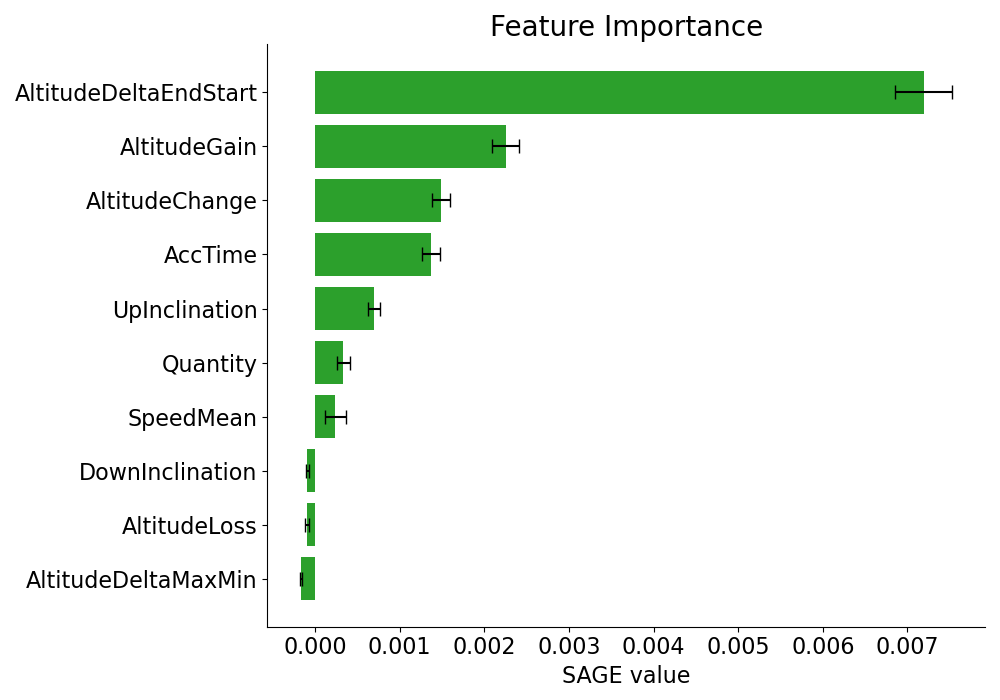 Feature Importance
AltitudeDeltaEndStart
AltitudeGain
AltitudeChange
AccTime
UpInclination
Quantity
SpeedMean
DownInclination
AltitudeLoss
AltitudeDeltaMaxMin
0.000 0.001 0.002 0.003 0.004 0.005 0.006 0.007
SAGE value